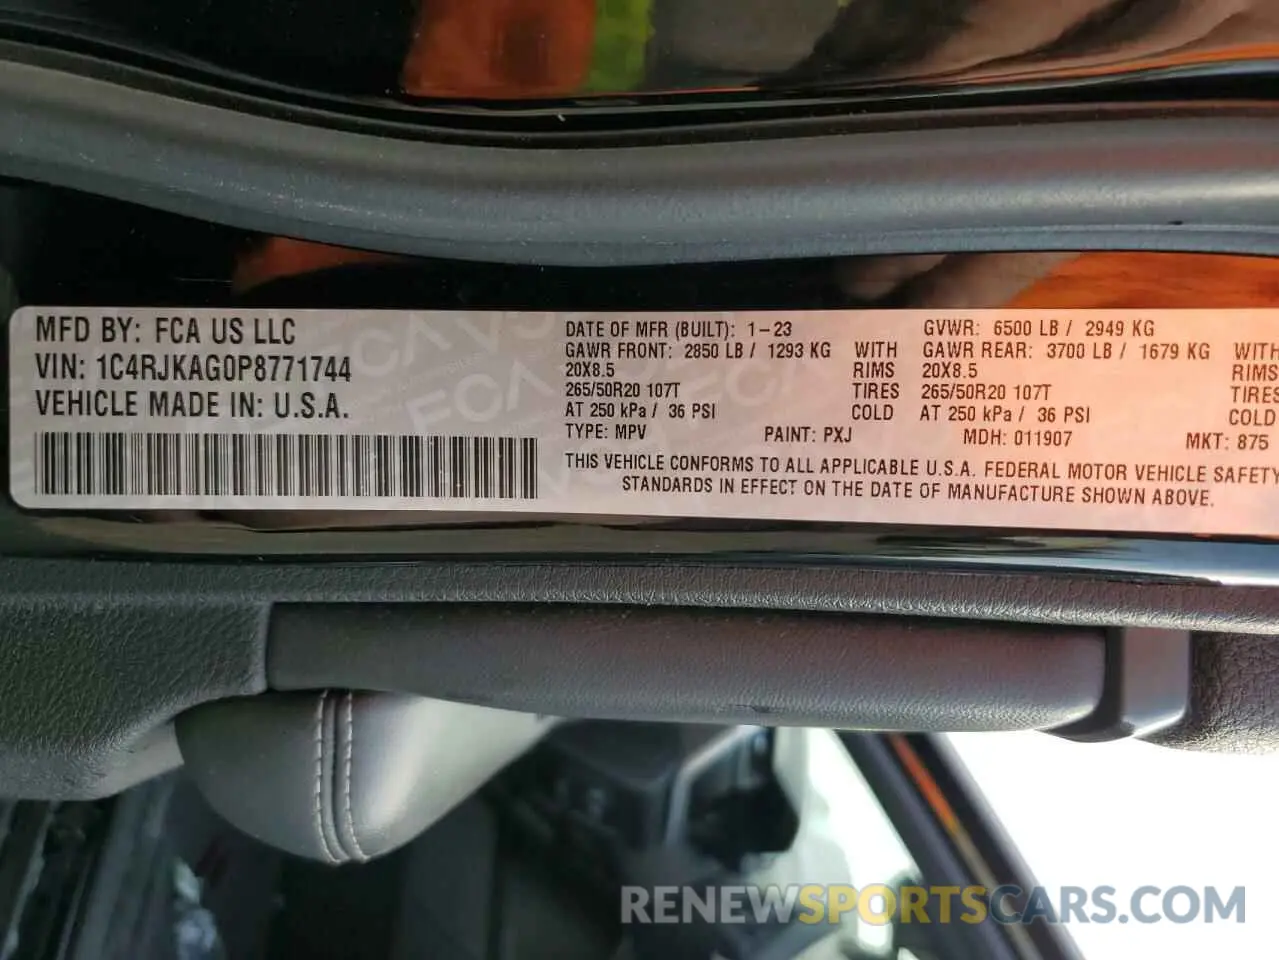 MFD BY: FCA US LLC
VIN: 1C4RJKAG0P8771744
VEHICLE MADE IN: U.S.A.
DATE OF MFR (BUILT): 1-23 GVWR: 6500 LB / 2949 KG
GAWR FRONT: 2850 LB / 1293 KG WITH GAWR REAR: 3700 LB / 1679 KG WITH
20X8.5 RIMS 20X8.5 RIMS
265/50R20 107T TIRES 265/50R20 107T TIRES
AT 250 kPa / 36 PSI COLD AT 250 kPa / 36 PSI COLD
TYPE: MPV PAINT: PXJ MDH: 011907 MKT: 875
THIS VEHICLE CONFORMS TO ALL APPLICABLE U.S.A. FEDERAL MOTOR VEHICLE SAFETY
STANDARDS IN EFFECT ON THE DATE OF MANUFACTURE SHOWN ABOVE.
RENEWSPORTSCARS.COM